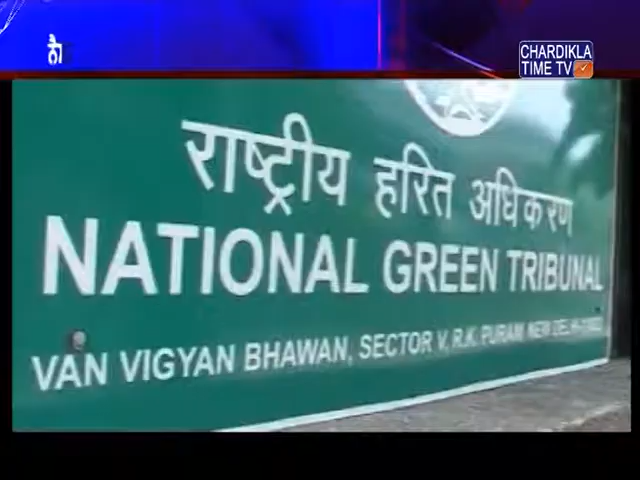 ਨੈ
CHARDIKLA
TIME TV
राष्ट्रीय हरित अधिकरण
NATIONAL GREEN TRIBUNAL
VAN VIGYAN BHAWAN, SECTOR V, R.K. PURAM NEW DELHI